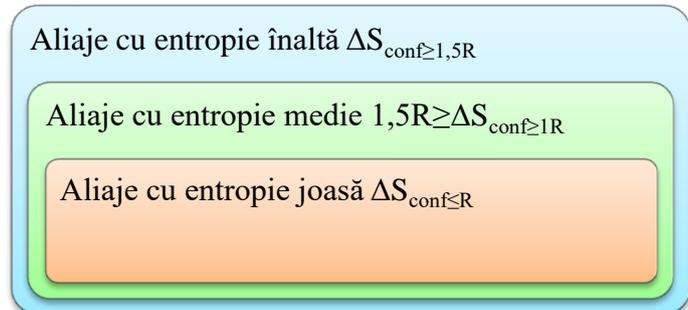 Aliaje cu entropie înaltă ΔSconf≥1,5R
Aliaje cu entropie medie 1,5R≥ΔSconf≥1R
Aliaje cu entropie joasă ΔSconf≤R